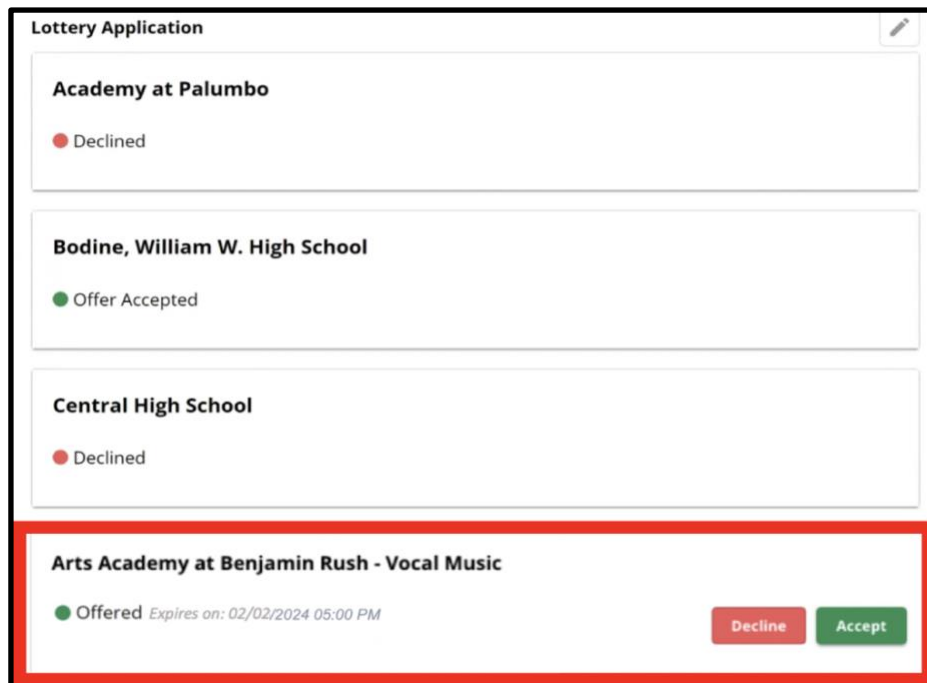 Lottery Application
Academy at Palumbo
Declined
Bodine, William W. High School
Offer Accepted
Central High School
Declined
Arts Academy at Benjamin Rush - Vocal Music
Offered Expires on: 02/02/2024 05:00 PM
Decline Accept